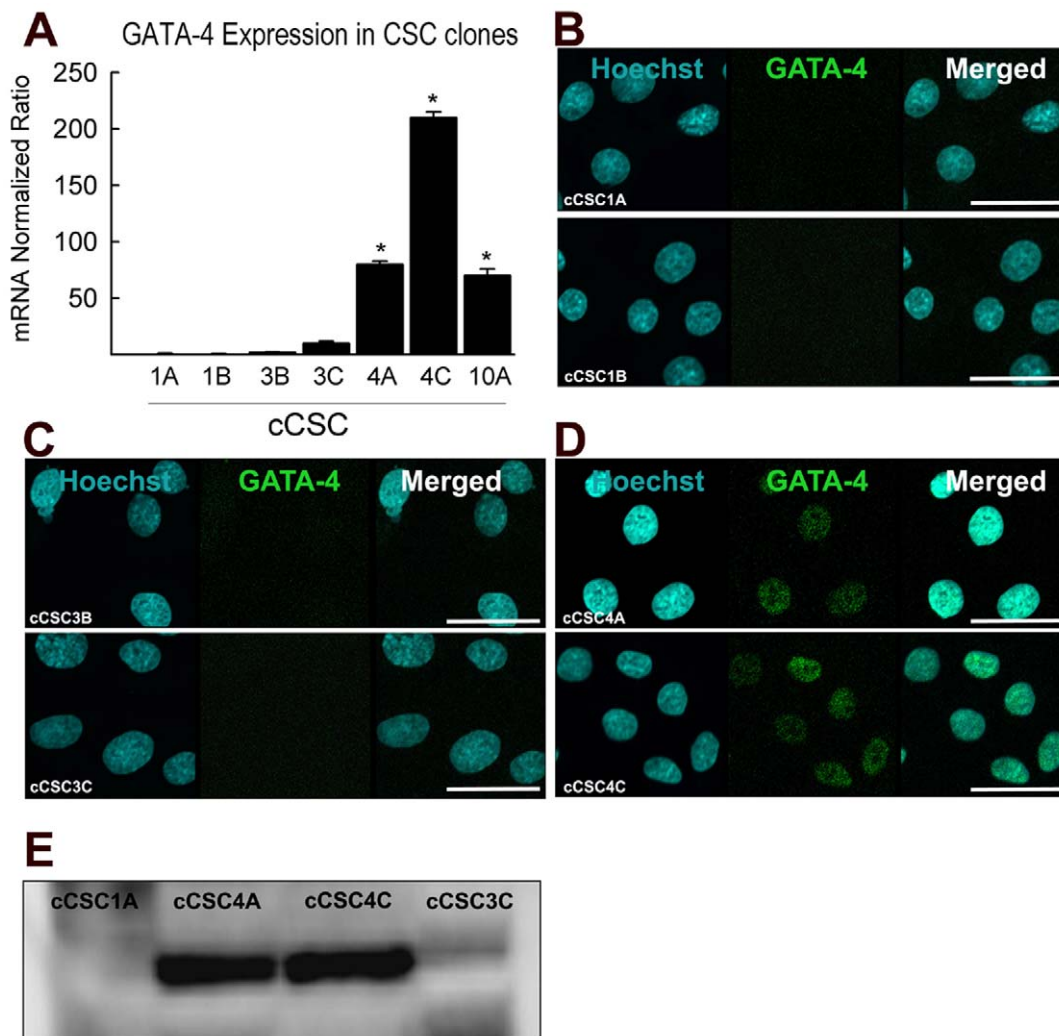 A
GATA-4 Expression in CSC clones
mRNA Normalized Ratio
250
200
150
100
50
*
*
*
1A 1B 3B 3C 4A 4C 10A
cCSC
B
Hoechst GATA-4 Merged
cCSC1A
cCSC1B
C
Hoechst GATA-4 Merged
cCSC3B
cCSC3C
D
Hoechst GATA-4 Merged
cCSC4A
cCSC4C
E
cCSC1A cCSC4A cCSC4C cCSC3C